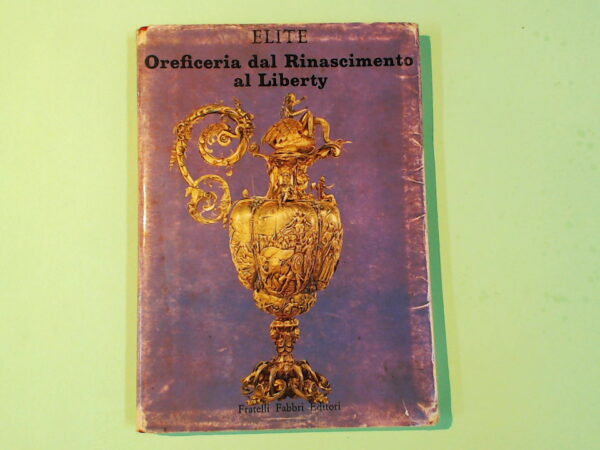 ELITE
Oreficeria dal Rinascimento
al Liberty
Fratelli Fabbri Editori